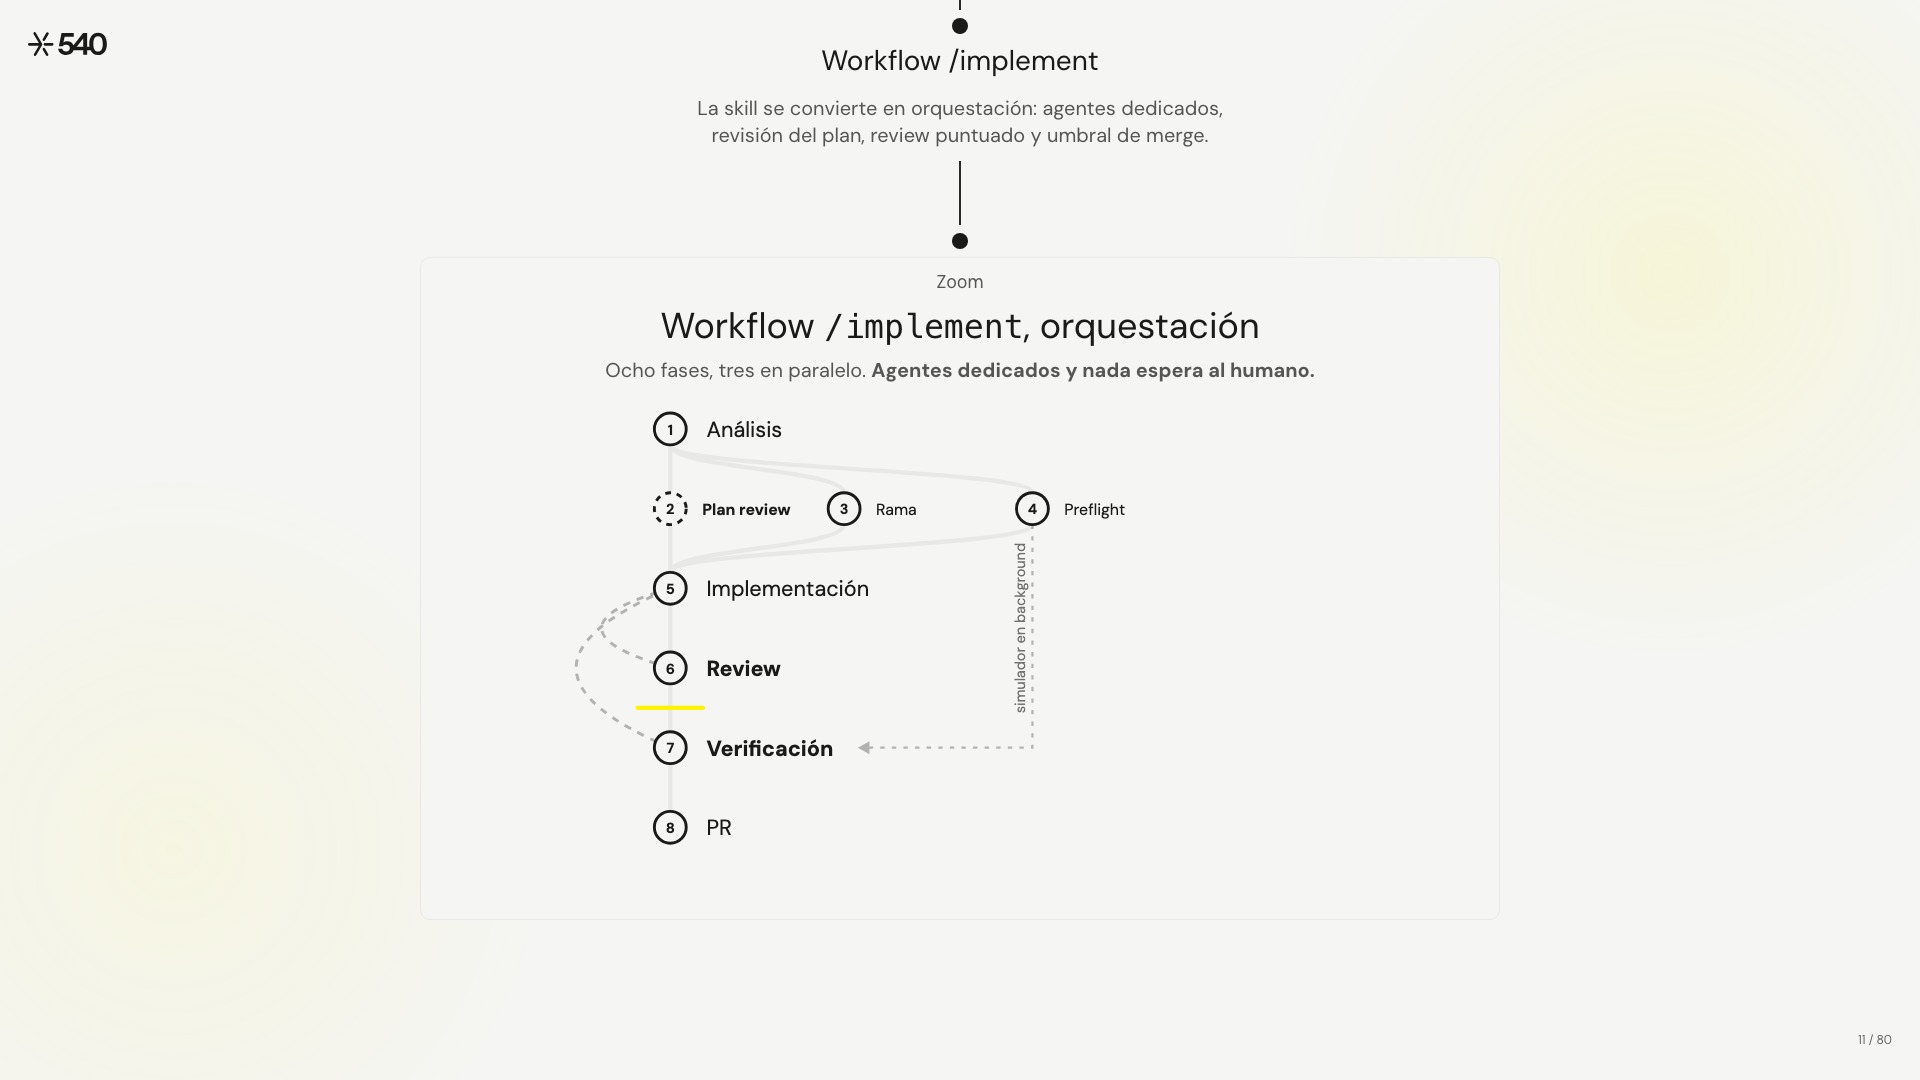 540
Workflow /implement
La skill se convierte en orquestación: agentes dedicados,
revisión del plan, review puntuado y umbral de merge.
Zoom
Workflow /implement, orquestación
Ocho fases, tres en paralelo. Agentes dedicados y nada espera al humano.
1 Análisis
2 Plan review
3 Rama
4 Preflight
simulador en background
5 Implementación
6 Review
7 Verificación
8 PR
11 / 80